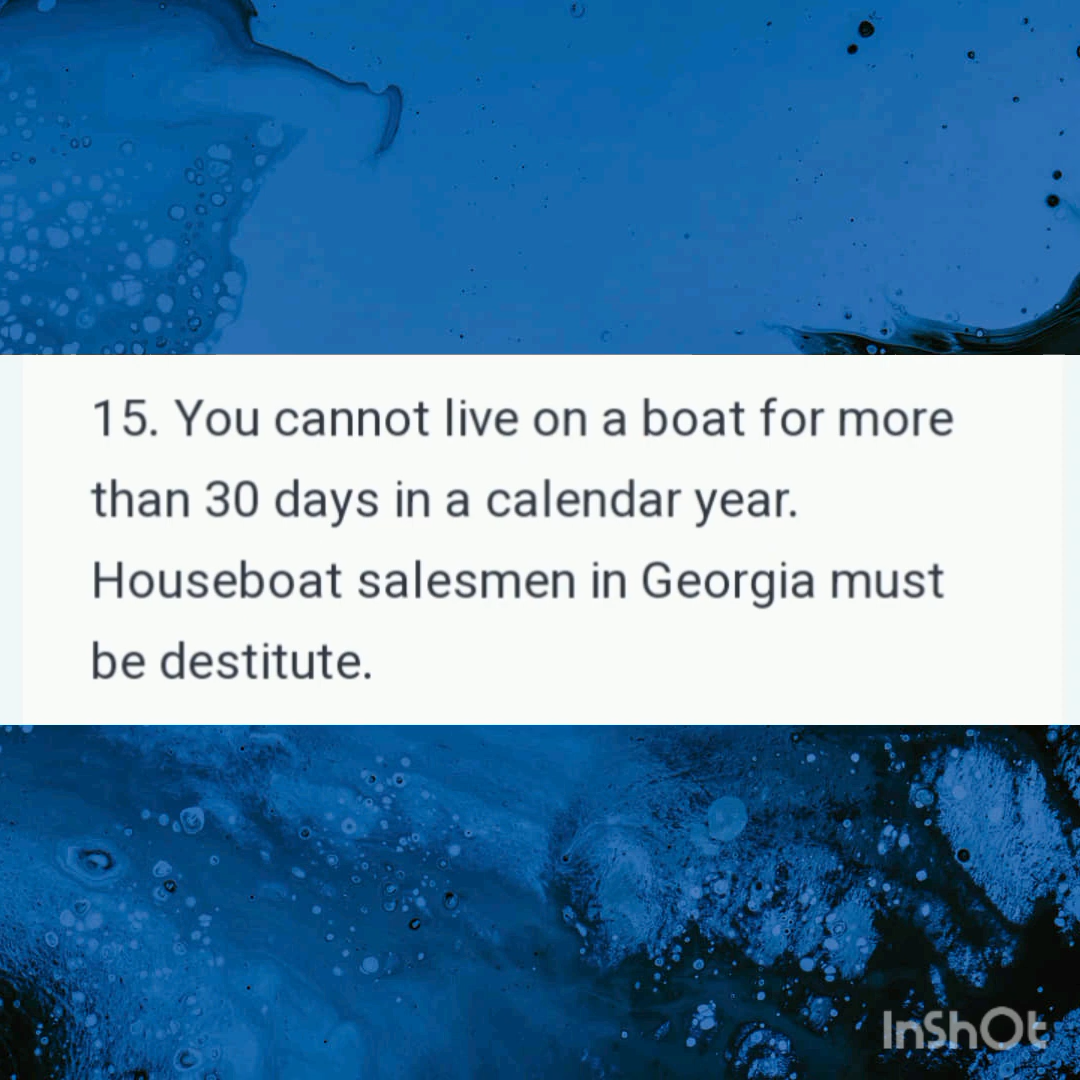 15. You cannot live on a boat for more
than 30 days in a calendar year.
Houseboat salesmen in Georgia must
be destitute.
InShOt